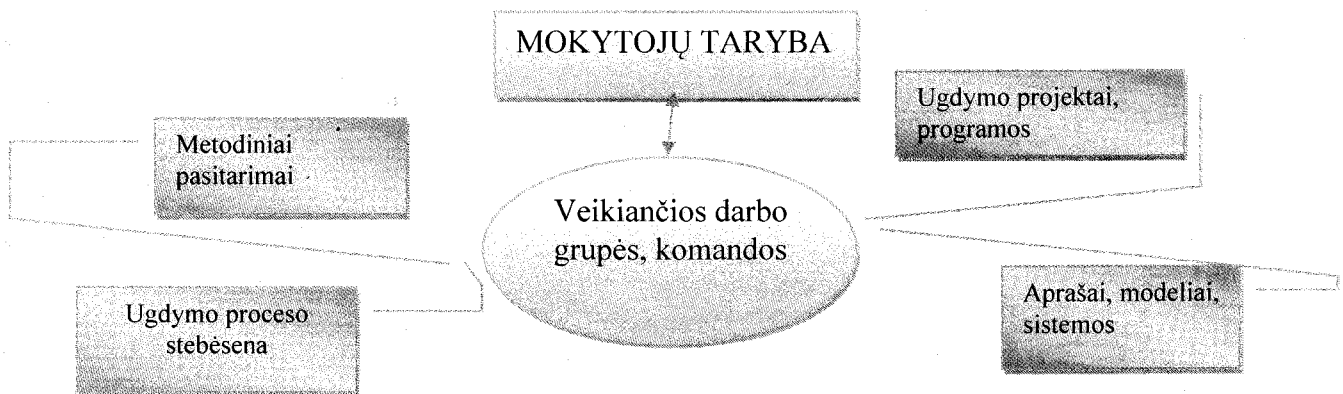 MOKYTOJŲ TARYBA
Ugdymo projektai,
programos
Metodiniai
pasitarimai
Veikiančios darbo
grupės, komandos
Ugdymo proceso
stebėsena
Aprašai, modeliai,
sistemos